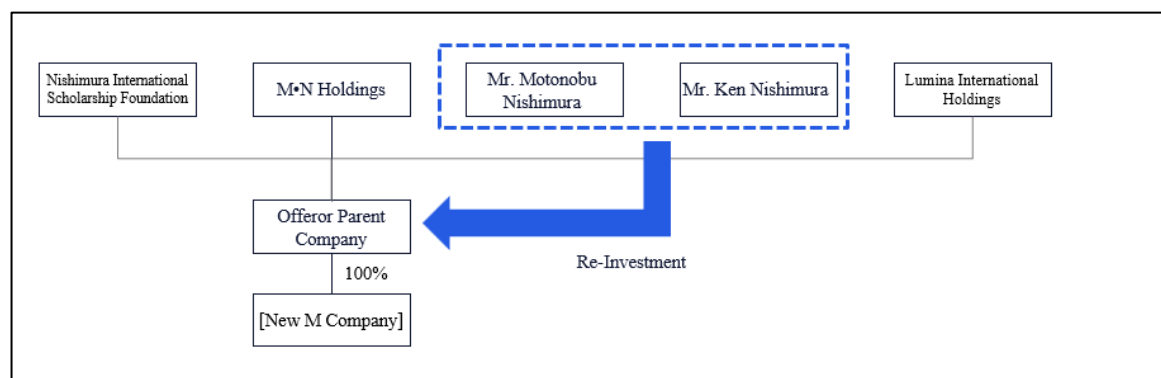 Nishimura International
Scholarship Foundation
M•N Holdings
Mr. Motonobu
Nishimura
Mr. Ken Nishimura
Lumina International
Holdings
Offeror Parent
Company
Re-Investment
100%
[New M Company]